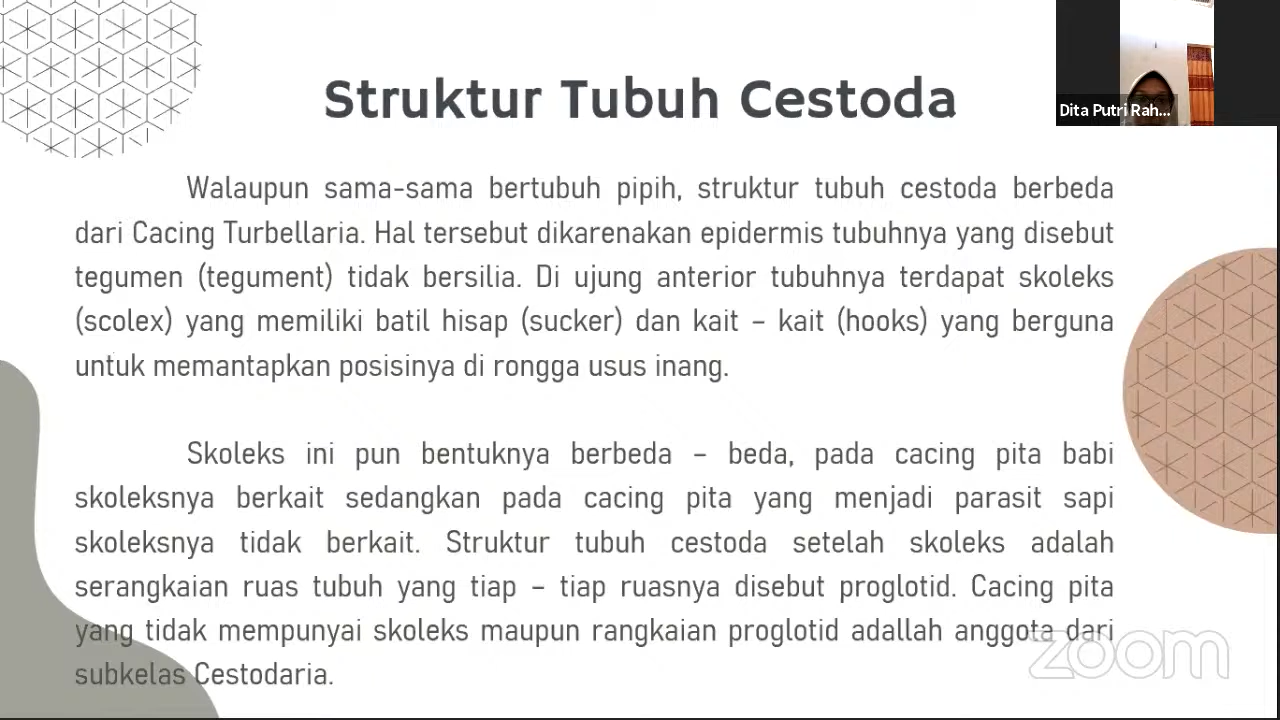 Struktur Tubuh Cestoda
Dita Putri Rah...
Walaupun sama-sama bertubuh pipih, struktur tubuh cestoda berbeda
dari Cacing Turbellaria. Hal tersebut dikarenakan epidermis tubuhnya yang disebut
tegumen (tegument) tidak bersilia. Di ujung anterior tubuhnya terdapat skoleks
(scolex) yang memiliki batil hisap (sucker) dan kait – kait (hooks) yang berguna
untuk memantapkan posisinya di rongga usus inang.
Skoleks ini pun bentuknya berbeda – beda, pada cacing pita babi
skoleksnya berkait sedangkan pada cacing pita yang menjadi parasit sapi
skoleksnya tidak berkait. Struktur tubuh cestoda setelah skoleks adalah
serangkaian ruas tubuh yang tiap – tiap ruasnya disebut proglotid. Cacing pita
yang tidak mempunyai skoleks maupun rangkaian proglotid adallah anggota dari
subkelas Cestodaria.
zoom